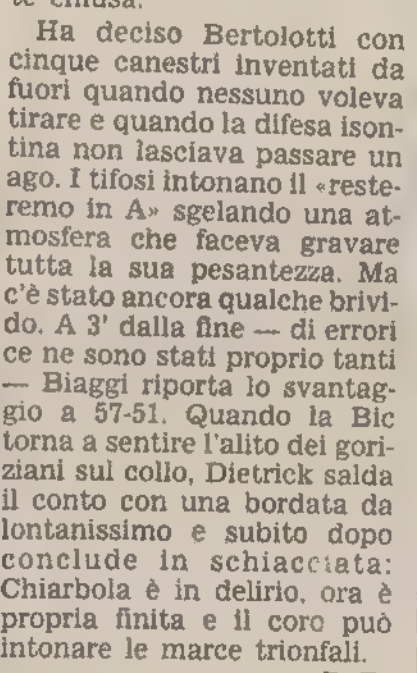 te chiusa.
Ha deciso Bertolotti con
cinque canestri inventati da
fuori quando nessuno voleva
tirare e quando la difesa ison-
tina non lasciava passare un
ago. I tifosi intonano il «reste-
remo in A» sgelando una at-
mosfera che faceva gravare
tutta la sua pesantezza. Ma
c'è stato ancora qualche brivi-
do. A 3' dalla fine — di errori
ce ne sono stati proprio tanti
— Biaggi riporta lo svantag-
gio a 57-51. Quando la Bic
torna a sentire l'alito dei gori-
ziani sul collo, Dietrick salda
il conto con una bordata da
lontanissimo e subito dopo
conclude in schiacciata:
Chiarbola è in delirio, ora è
propria finita e il coro può
intonare le marce trionfali.